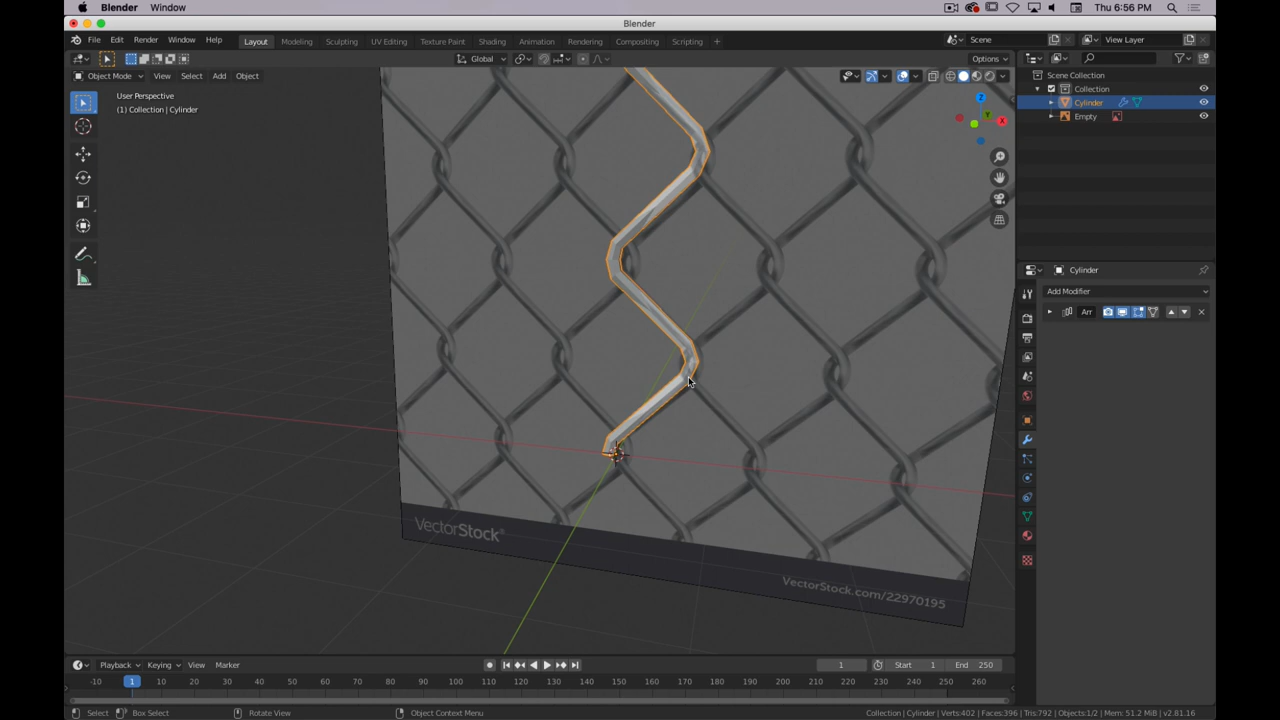 Blender Window Thu 6:56 PM
Blender
File Edit Render Window Help Layout Modeling Sculpting UV Editing Texture Paint Shading Animation Rendering Compositing Scripting + Scene View Layer
Global Options
Object Mode View Select Add Object
User Perspective
(1) Collection | Cylinder
Z
Y
X
Scene Collection
Collection
Cylinder
Empty
Cylinder
Add Modifier
Arr
VectorStock®
VectorStock.com/22970195
Playback Keying View Marker 1 Start 1 End 250
-10 1 10 20 30 40 50 60 70 80 90 100 110 120 130 140 150 160 170 180 190 200 210 220 230 240 250 260
Select Box Select Rotate View Object Context Menu Collection | Cylinder | Verts:402 | Faces:396 | Tris:792 | Objects:1/2 | Mem: 51.2 MiB | v2.81.16